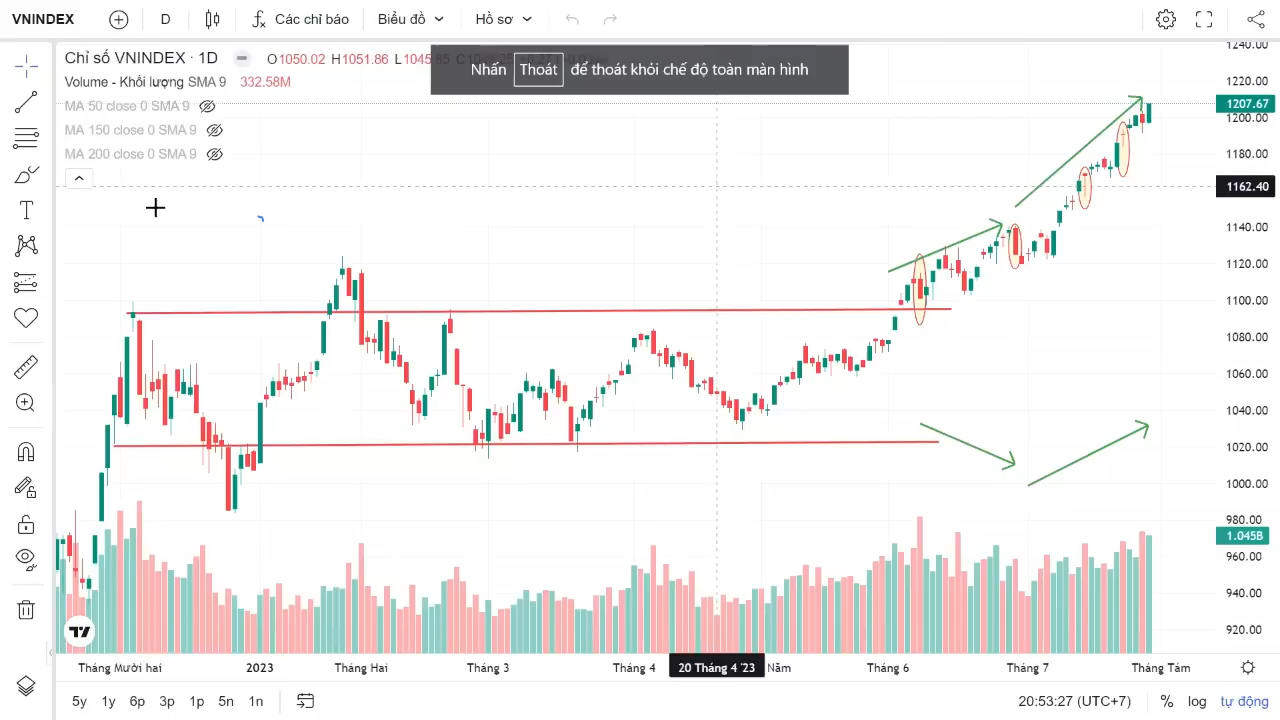 VNINDEX D Các chỉ báo Biểu đồ Hồ sơ
Chỉ số VNINDEX · 1D O1050.02 H1051.86 L1045.85
Nhấn Thoát để thoát khỏi chế độ toàn màn hình
Volume - Khối lượng SMA 9 332.58M
MA 50 close 0 SMA 9
MA 150 close 0 SMA 9
MA 200 close 0 SMA 9
1240.00
1220.00
1207.67
1200.00
1180.00
1162.40
1140.00
1120.00
1100.00
1080.00
1060.00
1040.00
1020.00
1000.00
980.00
1.045B
960.00
940.00
920.00
Tháng Mười hai 2023 Tháng Hai Tháng 3 Tháng 4 20 Tháng 4 '23 Năm Tháng 6 Tháng 7 Tháng Tám
5y 1y 6p 3p 1p 5n 1n 20:53:27 (UTC+7) % log tự động